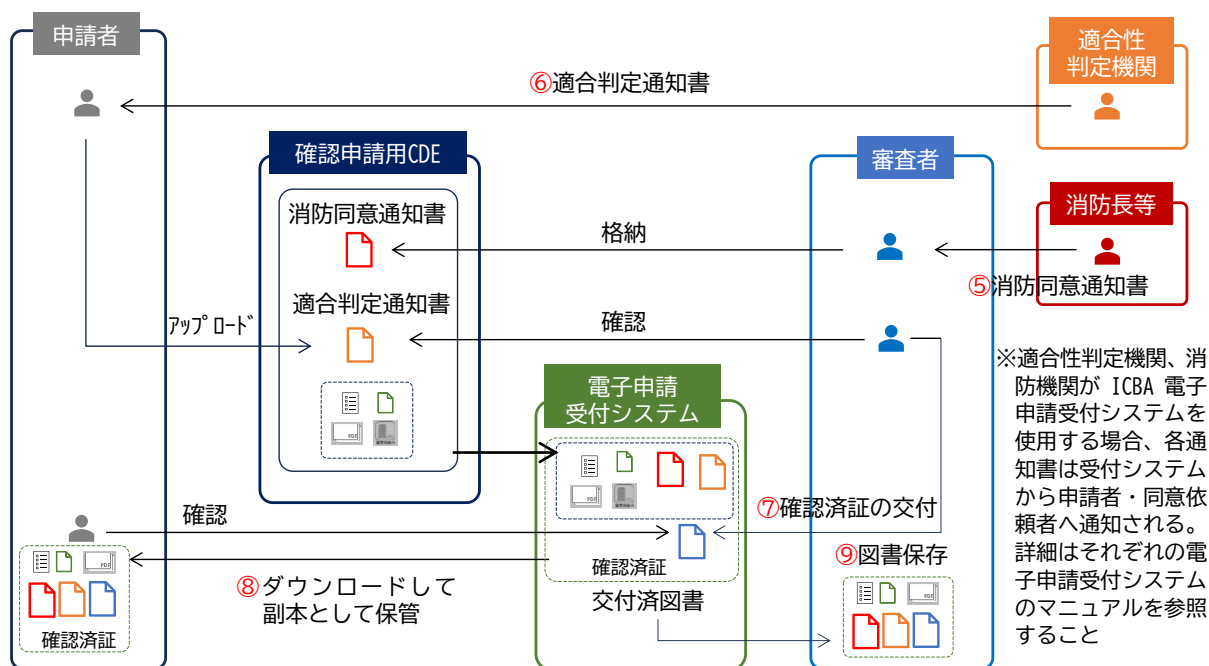 申請者
適合性
判定機関
⑥適合判定通知書
確認申請用CDE
審査者
消防長等
消防同意通知書
格納
⑤消防同意通知書
適合判定通知書
ｱｯﾌﾟﾛｰﾄﾞ
確認
※適合性判定機関、消
防機関が ICBA 電子
申請受付システムを
使用する場合、各通
知書は受付システム
から申請者・同意依
頼者へ通知される。
詳細はそれぞれの電
子申請受付システム
のマニュアルを参照
すること
電子申請
受付システム
PDF
⑦確認済証の交付
確認
確認済証
交付済図書
⑧ダウンロードして
副本として保管
PDF
確認済証
⑨図書保存